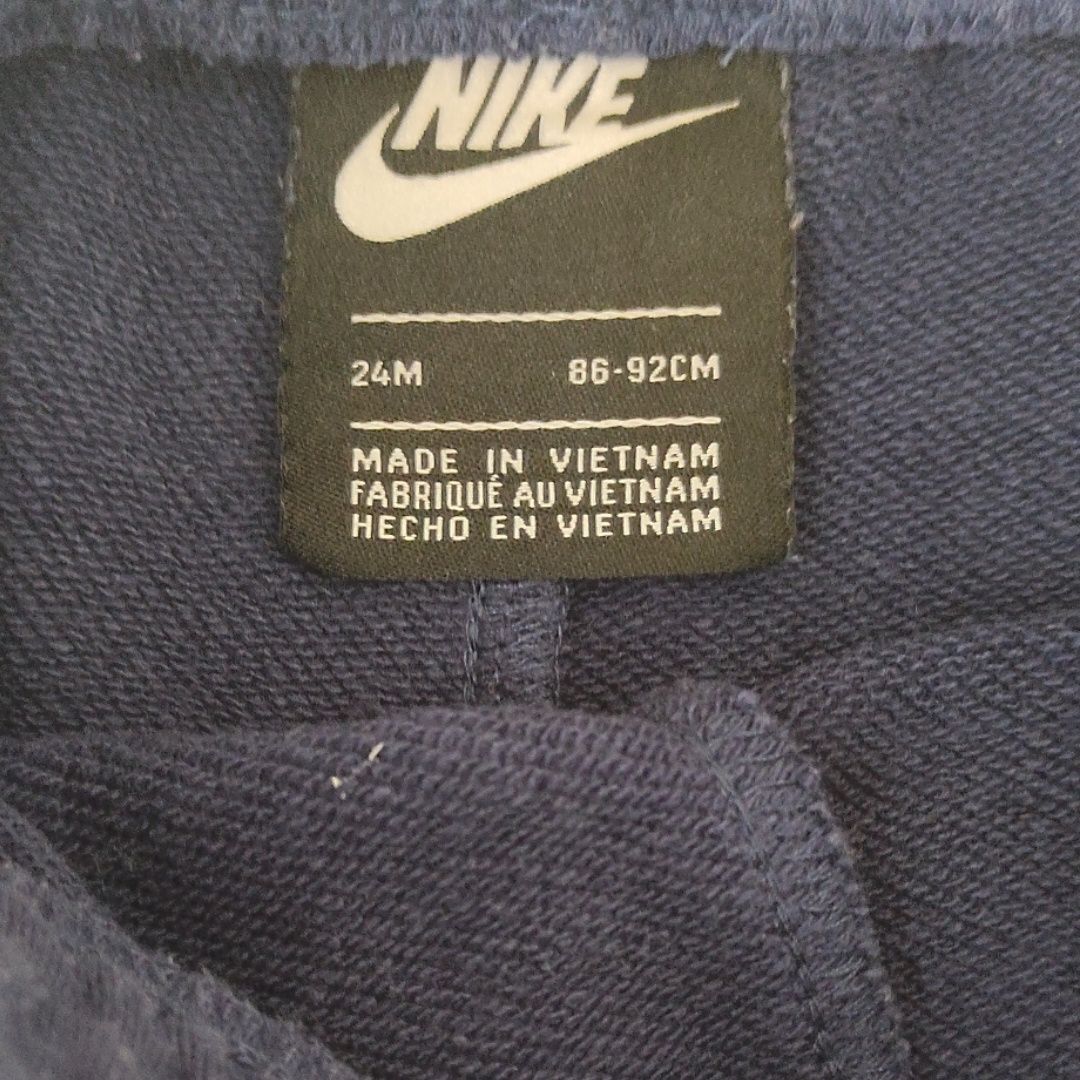 NIKE
24M 86-92CM
MADE IN VIETNAM
FABRIQUÉ AU VIETNAM
HECHO EN VIETNAM